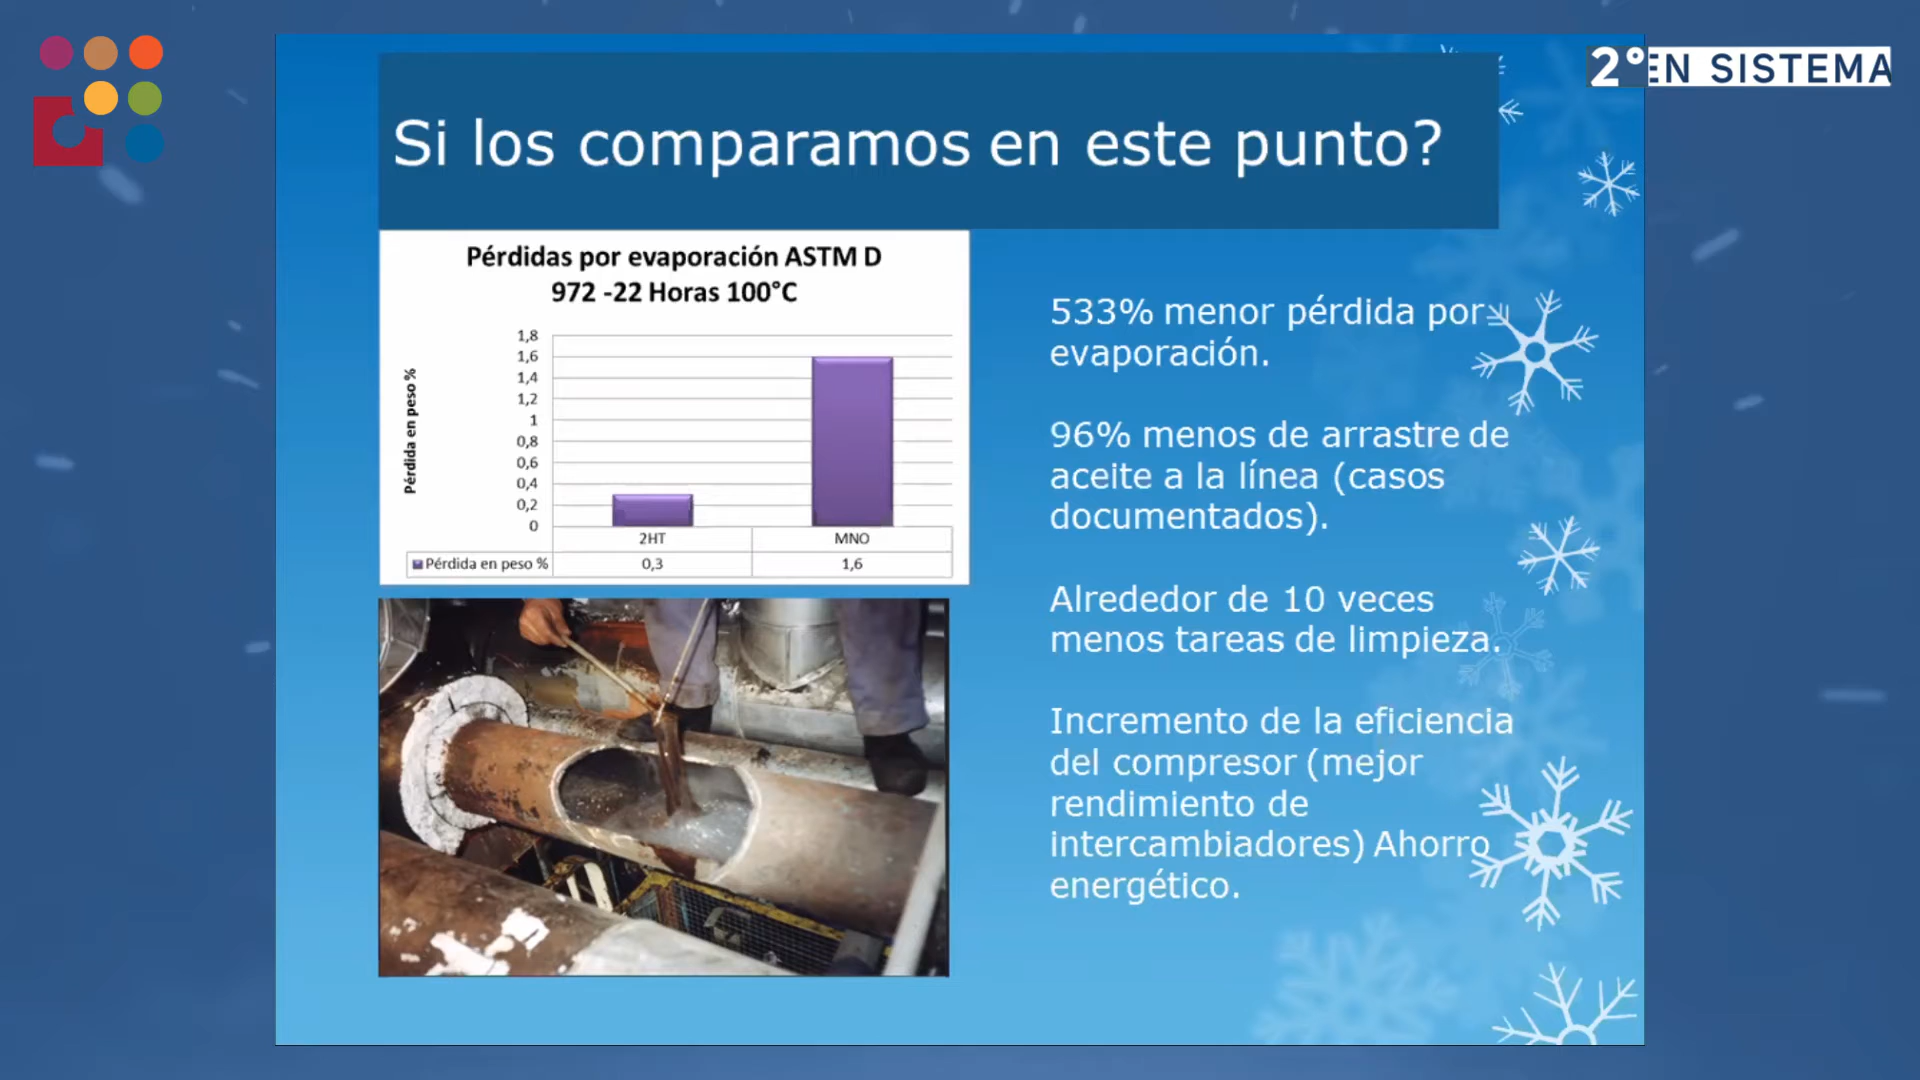 2° EN SISTEMA
Si los comparamos en este punto?
Pérdidas por evaporación ASTM D
972 -22 Horas 100°C
Pérdida en peso %
1,8
1,6
1,4
1,2
1
0,8
0,6
0,4
0,2
0
2HT MNO
Pérdida en peso % 0,3 1,6
533% menor pérdida por
evaporación.
96% menos de arrastre de
aceite a la línea (casos
documentados).
Alrededor de 10 veces
menos tareas de limpieza.
Incremento de la eficiencia
del compresor (mejor
rendimiento de
intercambiadores) Ahorro
energético.